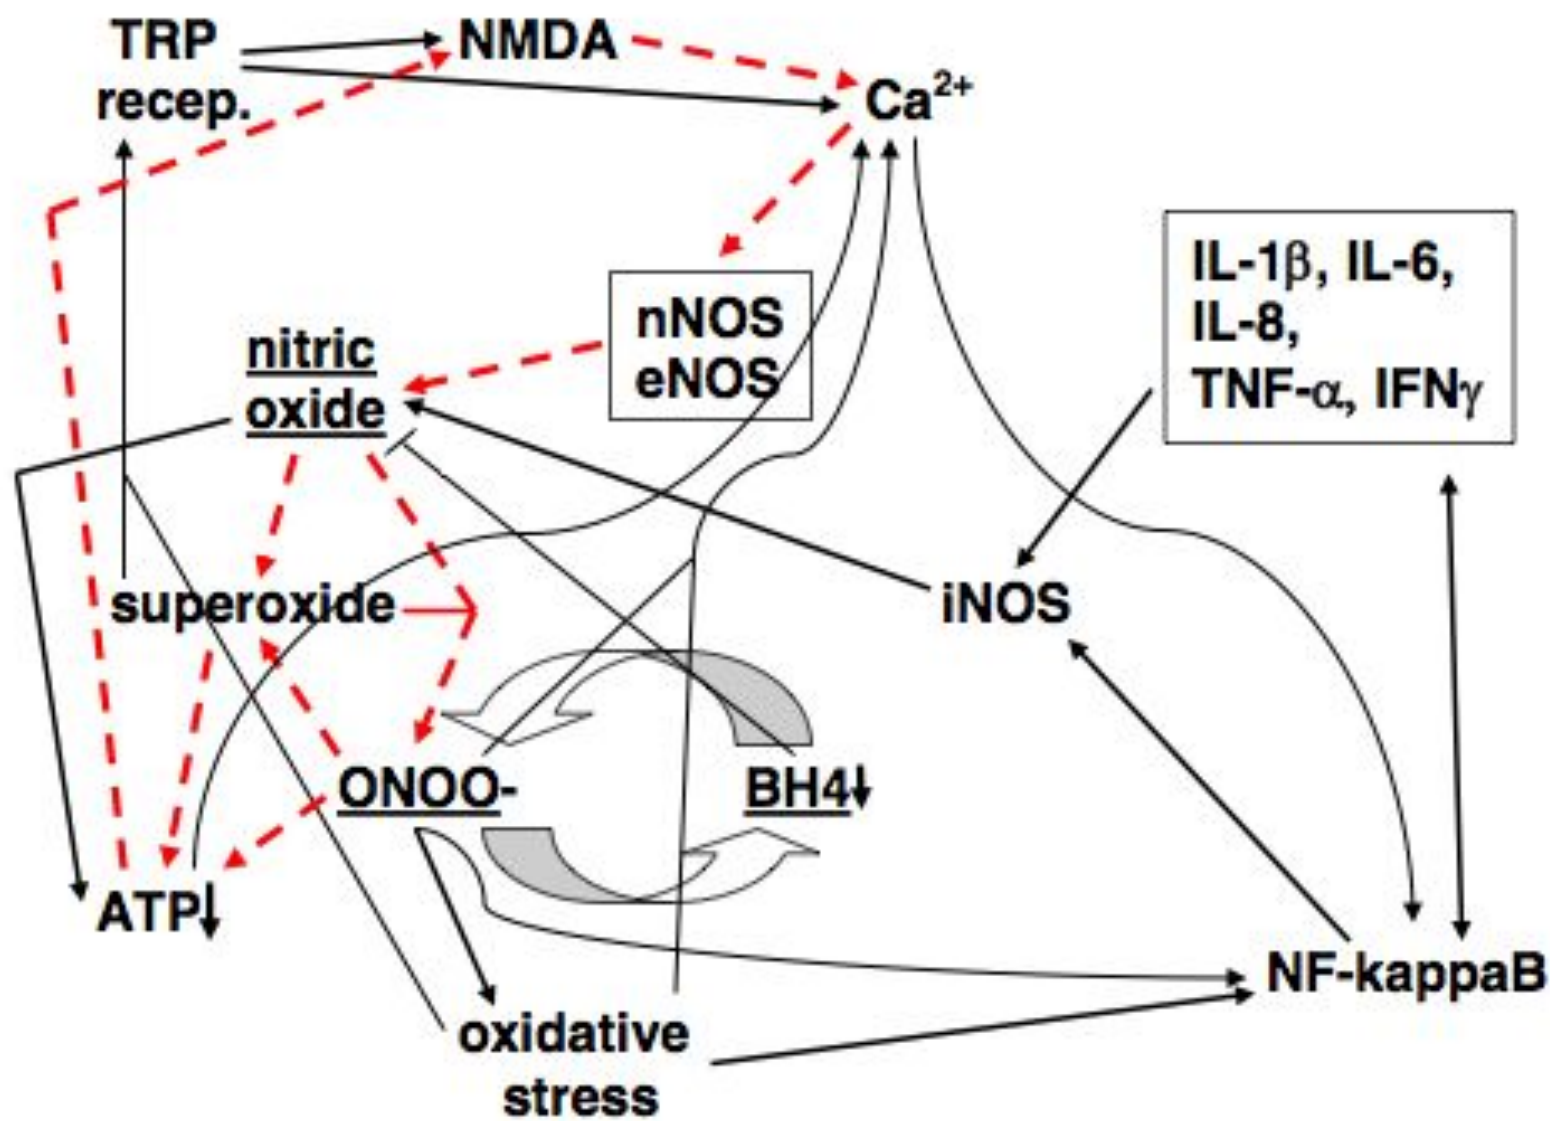 TRP
recep.
NMDA
Ca²⁺
IL-1β, IL-6,
IL-8,
TNF-α, IFNγ
nNOS
eNOS
nitric
oxide
superoxide
iNOS
ONOO-
BH4↓
ATP↓
NF-kappaB
oxidative
stress